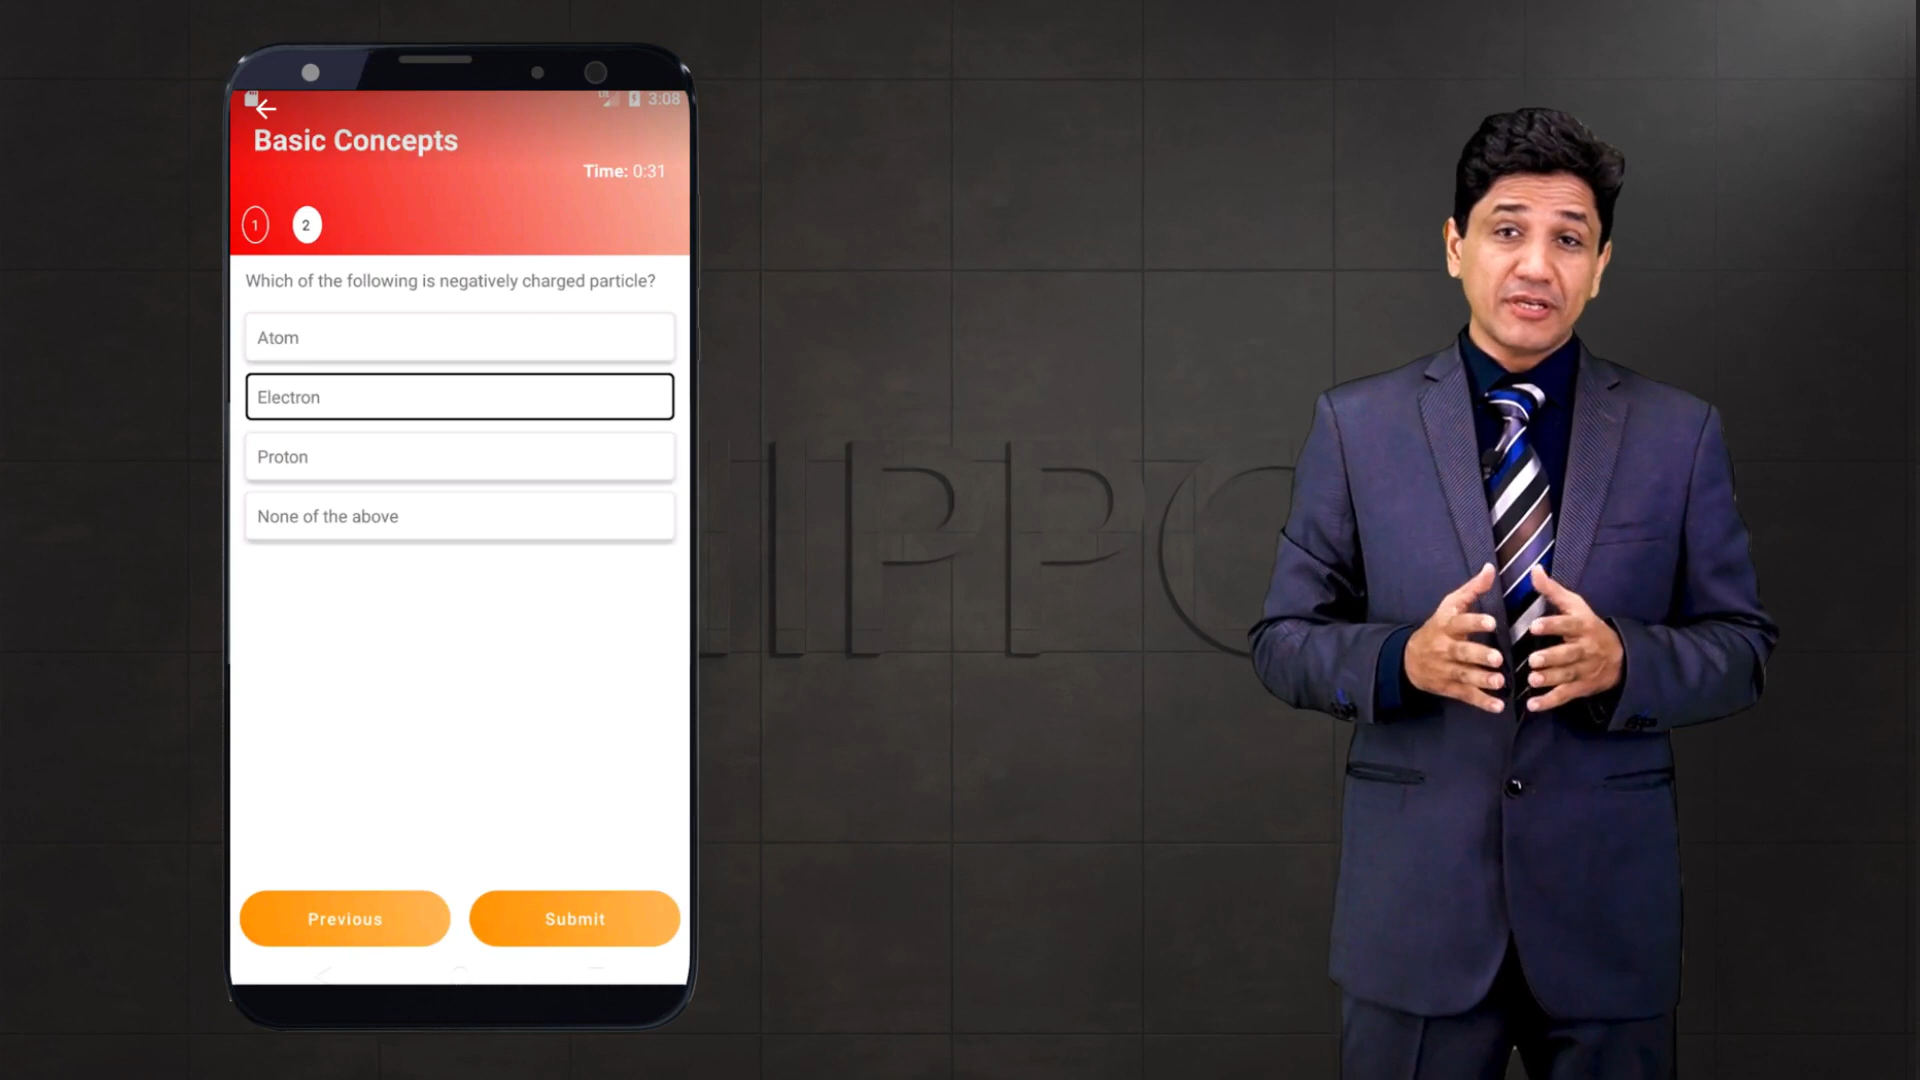 3:08
Basic Concepts
Time: 0:31
1 2
Which of the following is negatively charged particle?
Atom
Electron
Proton
None of the above
Previous Submit